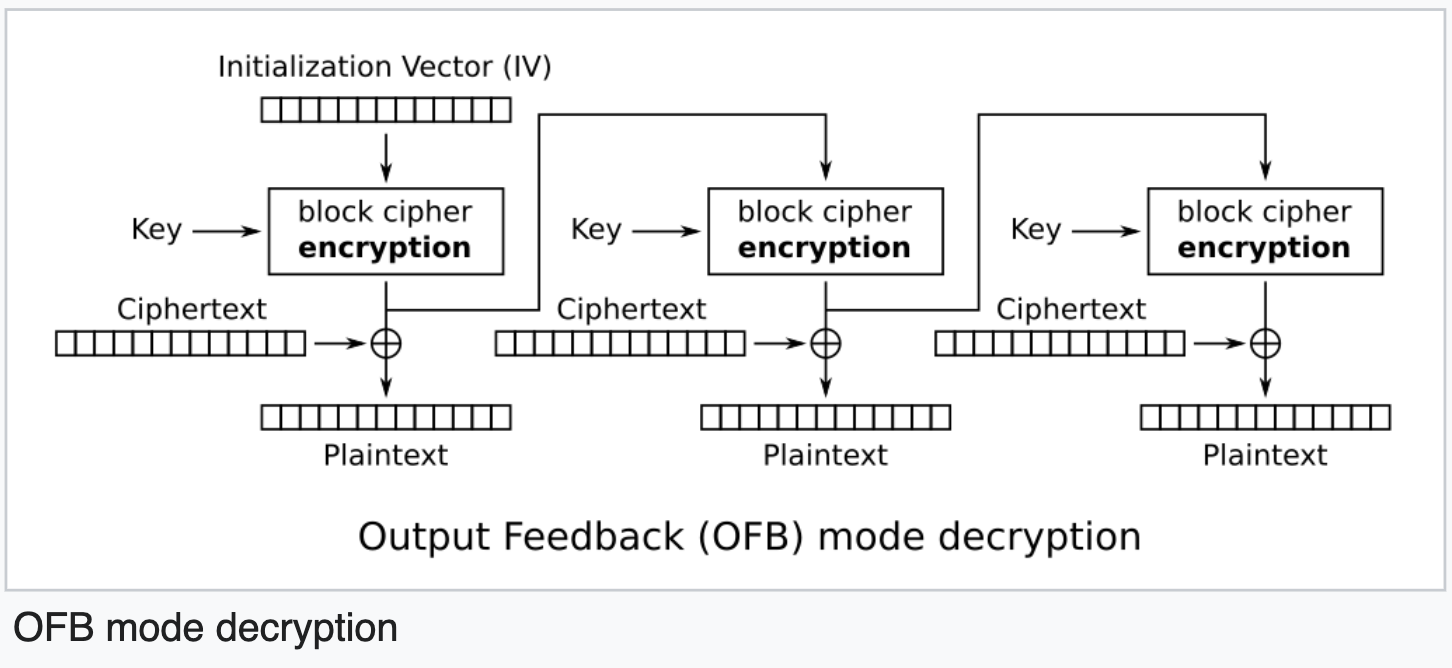 Initialization Vector (IV)
Key
block cipher
encryption
Ciphertext
Plaintext
Key
block cipher
encryption
Ciphertext
Plaintext
Key
block cipher
encryption
Ciphertext
Plaintext
Output Feedback (OFB) mode decryption
OFB mode decryption